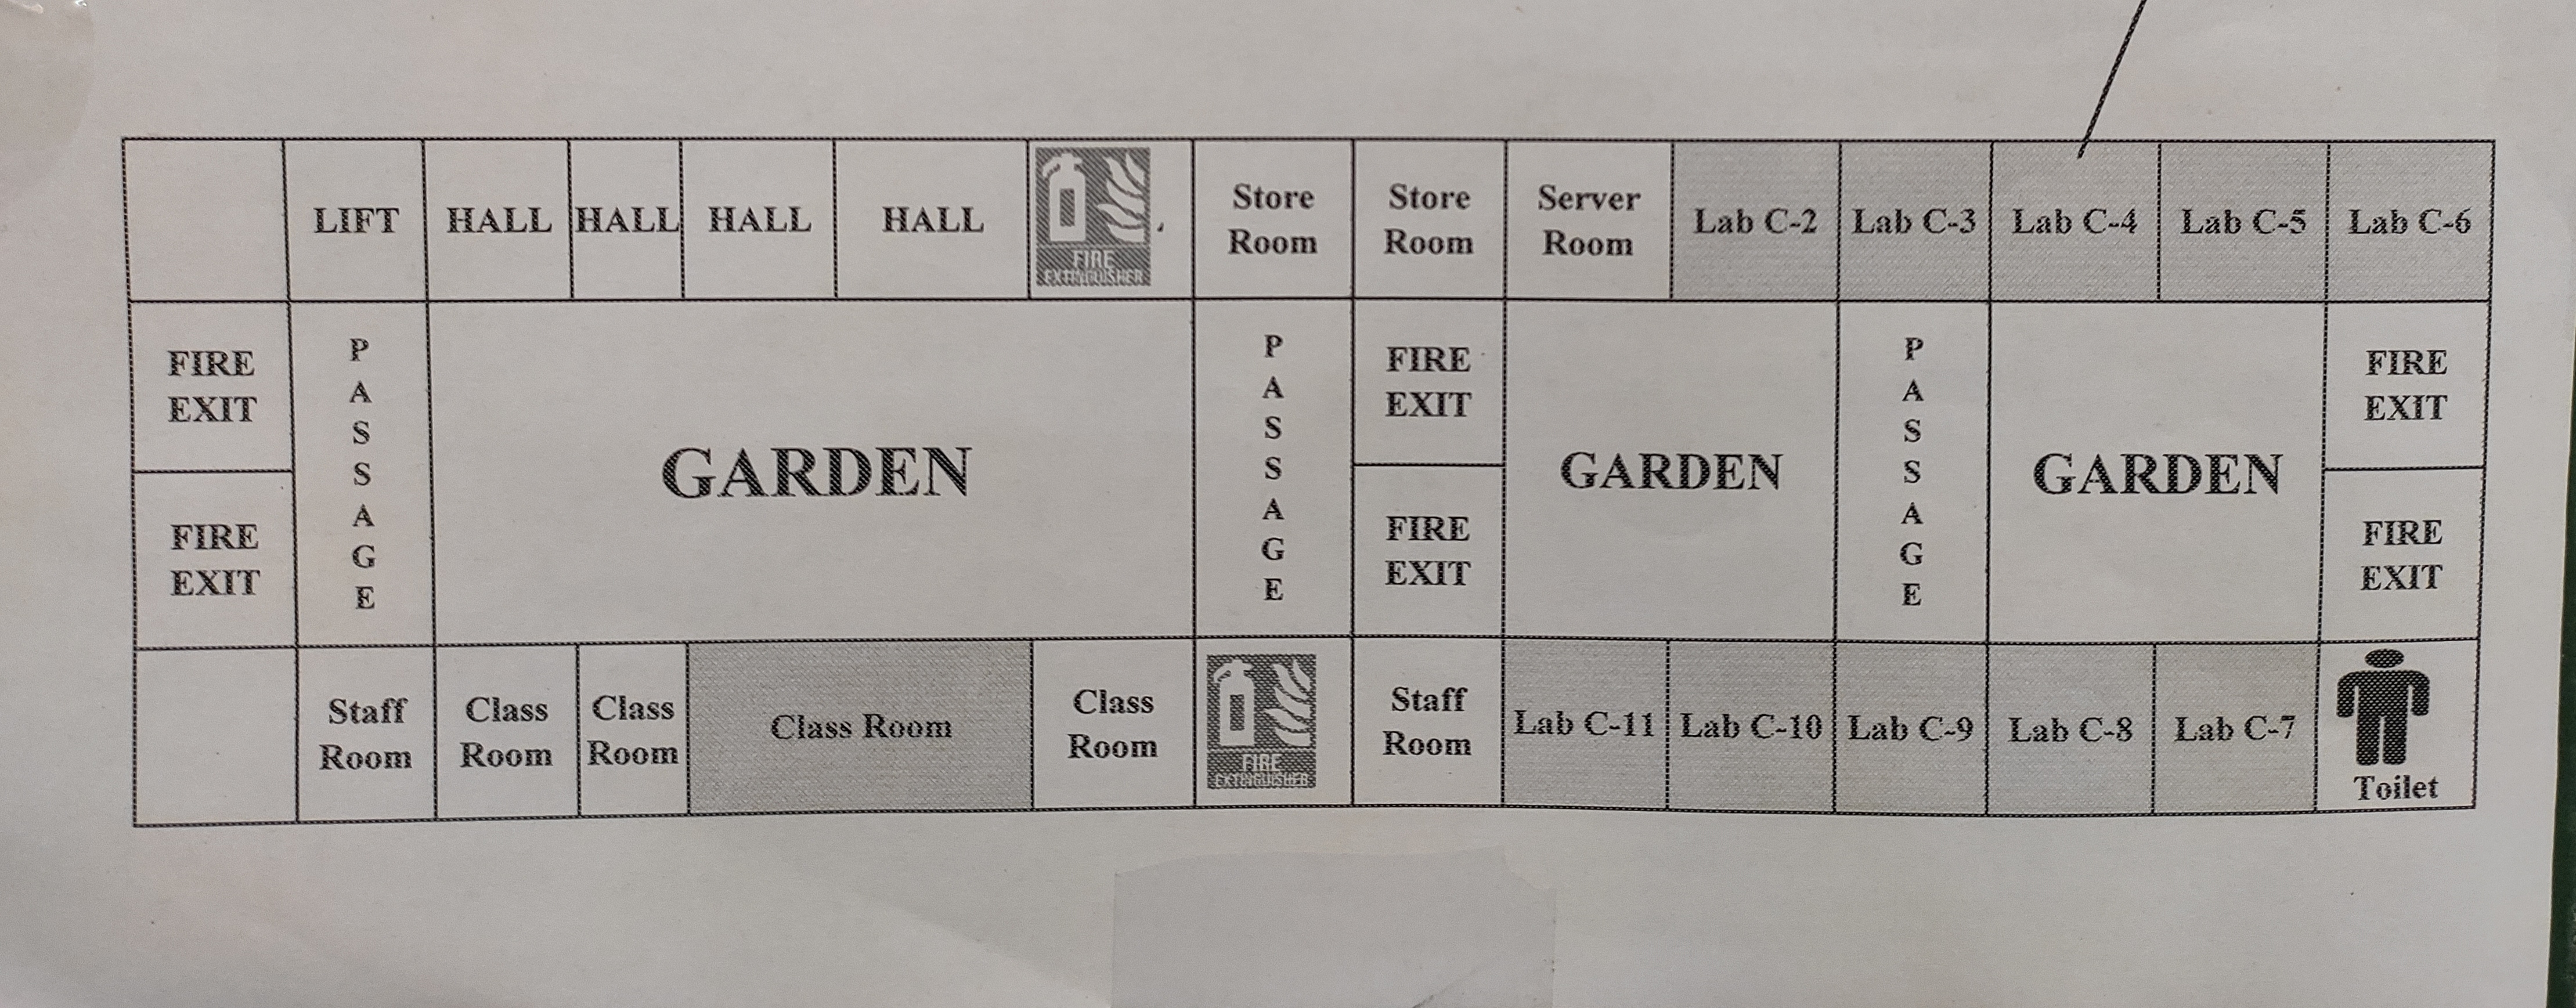 LIFT
HALL
HALL
HALL
HALL
FIRE
EXTINGUISHER
Store
Room
Store
Room
Server
Room
Lab C-2
Lab C-3
Lab C-4
Lab C-5
Lab C-6
FIRE
EXIT
FIRE
EXIT
P
A
S
S
A
G
E
GARDEN
P
A
S
S
A
G
E
FIRE
EXIT
FIRE
EXIT
GARDEN
P
A
S
S
A
G
E
GARDEN
FIRE
EXIT
FIRE
EXIT
Staff
Room
Class
Room
Class
Room
Class Room
Class
Room
FIRE
EXTINGUISHER
Staff
Room
Lab C-11
Lab C-10
Lab C-9
Lab C-8
Lab C-7
Toilet